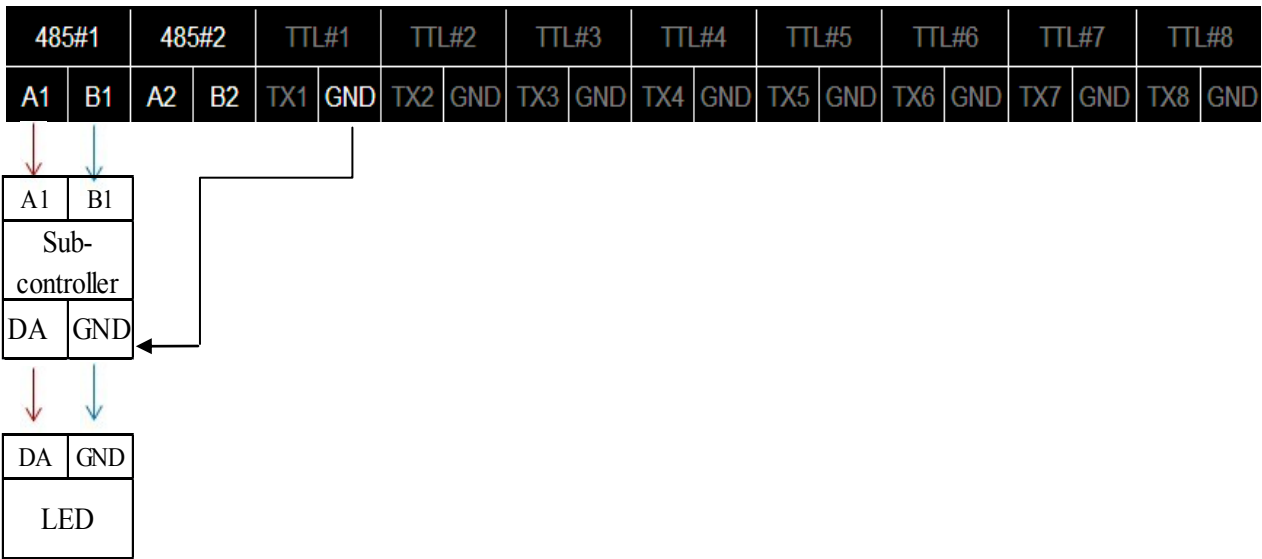 485#1 485#2 TTL#1 TTL#2 TTL#3 TTL#4 TTL#5 TTL#6 TTL#7 TTL#8
A1 B1 A2 B2 TX1 GND TX2 GND TX3 GND TX4 GND TX5 GND TX6 GND TX7 GND TX8 GND
A1 B1
Sub-
controller
DA GND
DA GND
LED